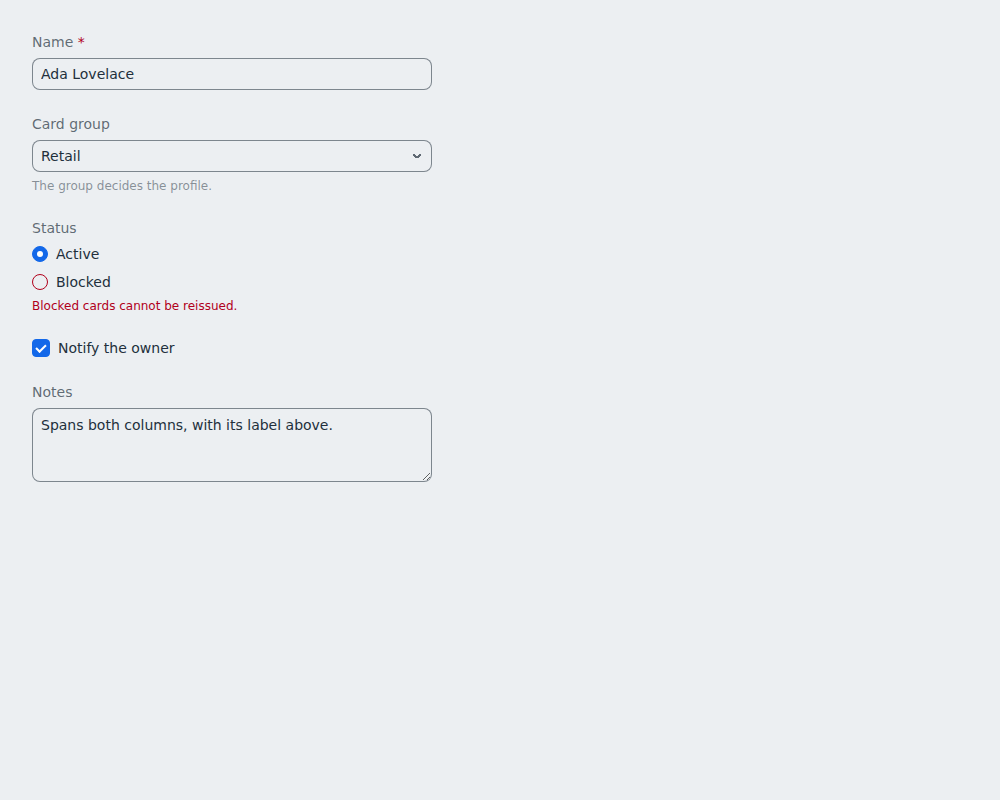 Name *
Ada Lovelace
Card group
Retail
The group decides the profile.
Status
Active
Blocked
Blocked cards cannot be reissued.
Notify the owner
Notes
Spans both columns, with its label above.